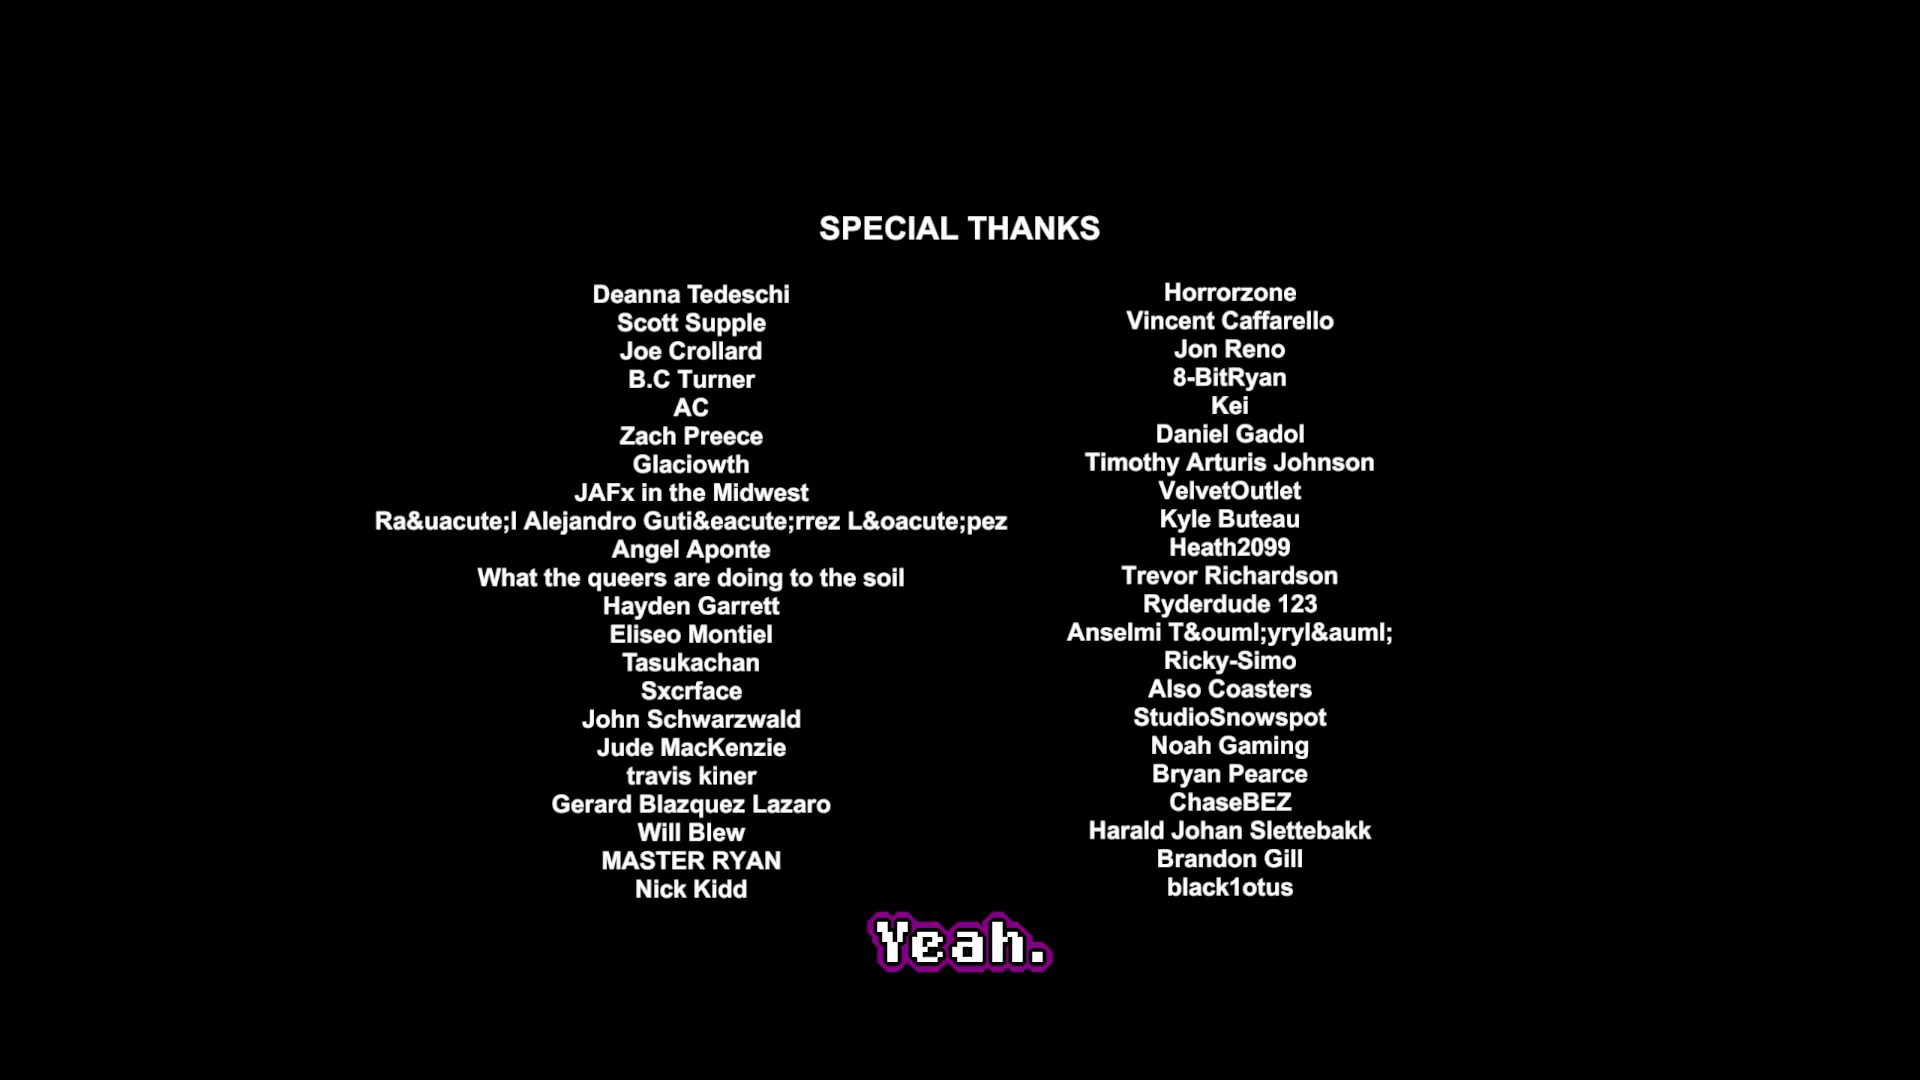 SPECIAL THANKS
Deanna Tedeschi
Scott Supple
Joe Crollard
B.C Turner
AC
Zach Preece
Glaciowth
JAFx in the Midwest
Ra&uacute;l Alejandro Guti&eacute;rrez L&oacute;pez
Angel Aponte
What the queers are doing to the soil
Hayden Garrett
Eliseo Montiel
Tasukachan
Sxcrface
John Schwarzwald
Jude MacKenzie
travis kiner
Gerard Blazquez Lazaro
Will Blew
MASTER RYAN
Nick Kidd
Horrorzone
Vincent Caffarello
Jon Reno
8-BitRyan
Kei
Daniel Gadol
Timothy Arturis Johnson
VelvetOutlet
Kyle Buteau
Heath2099
Trevor Richardson
Ryderdude 123
Anselmi T&ouml;yryl&auml;
Ricky-Simo
Also Coasters
StudioSnowspot
Noah Gaming
Bryan Pearce
ChaseBEZ
Harald Johan Slettebakk
Brandon Gill
black1otus
Yeah.